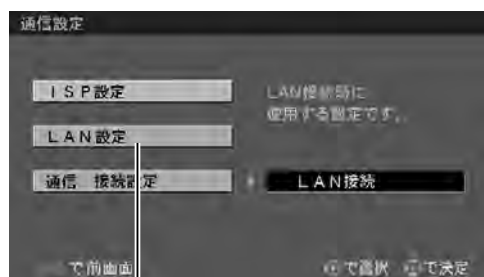 通信設定
ISP設定
LAN接続時に
使用する設定です。
LAN設定
通信 接続設定
LAN接続
で前画面
で選択 で決定